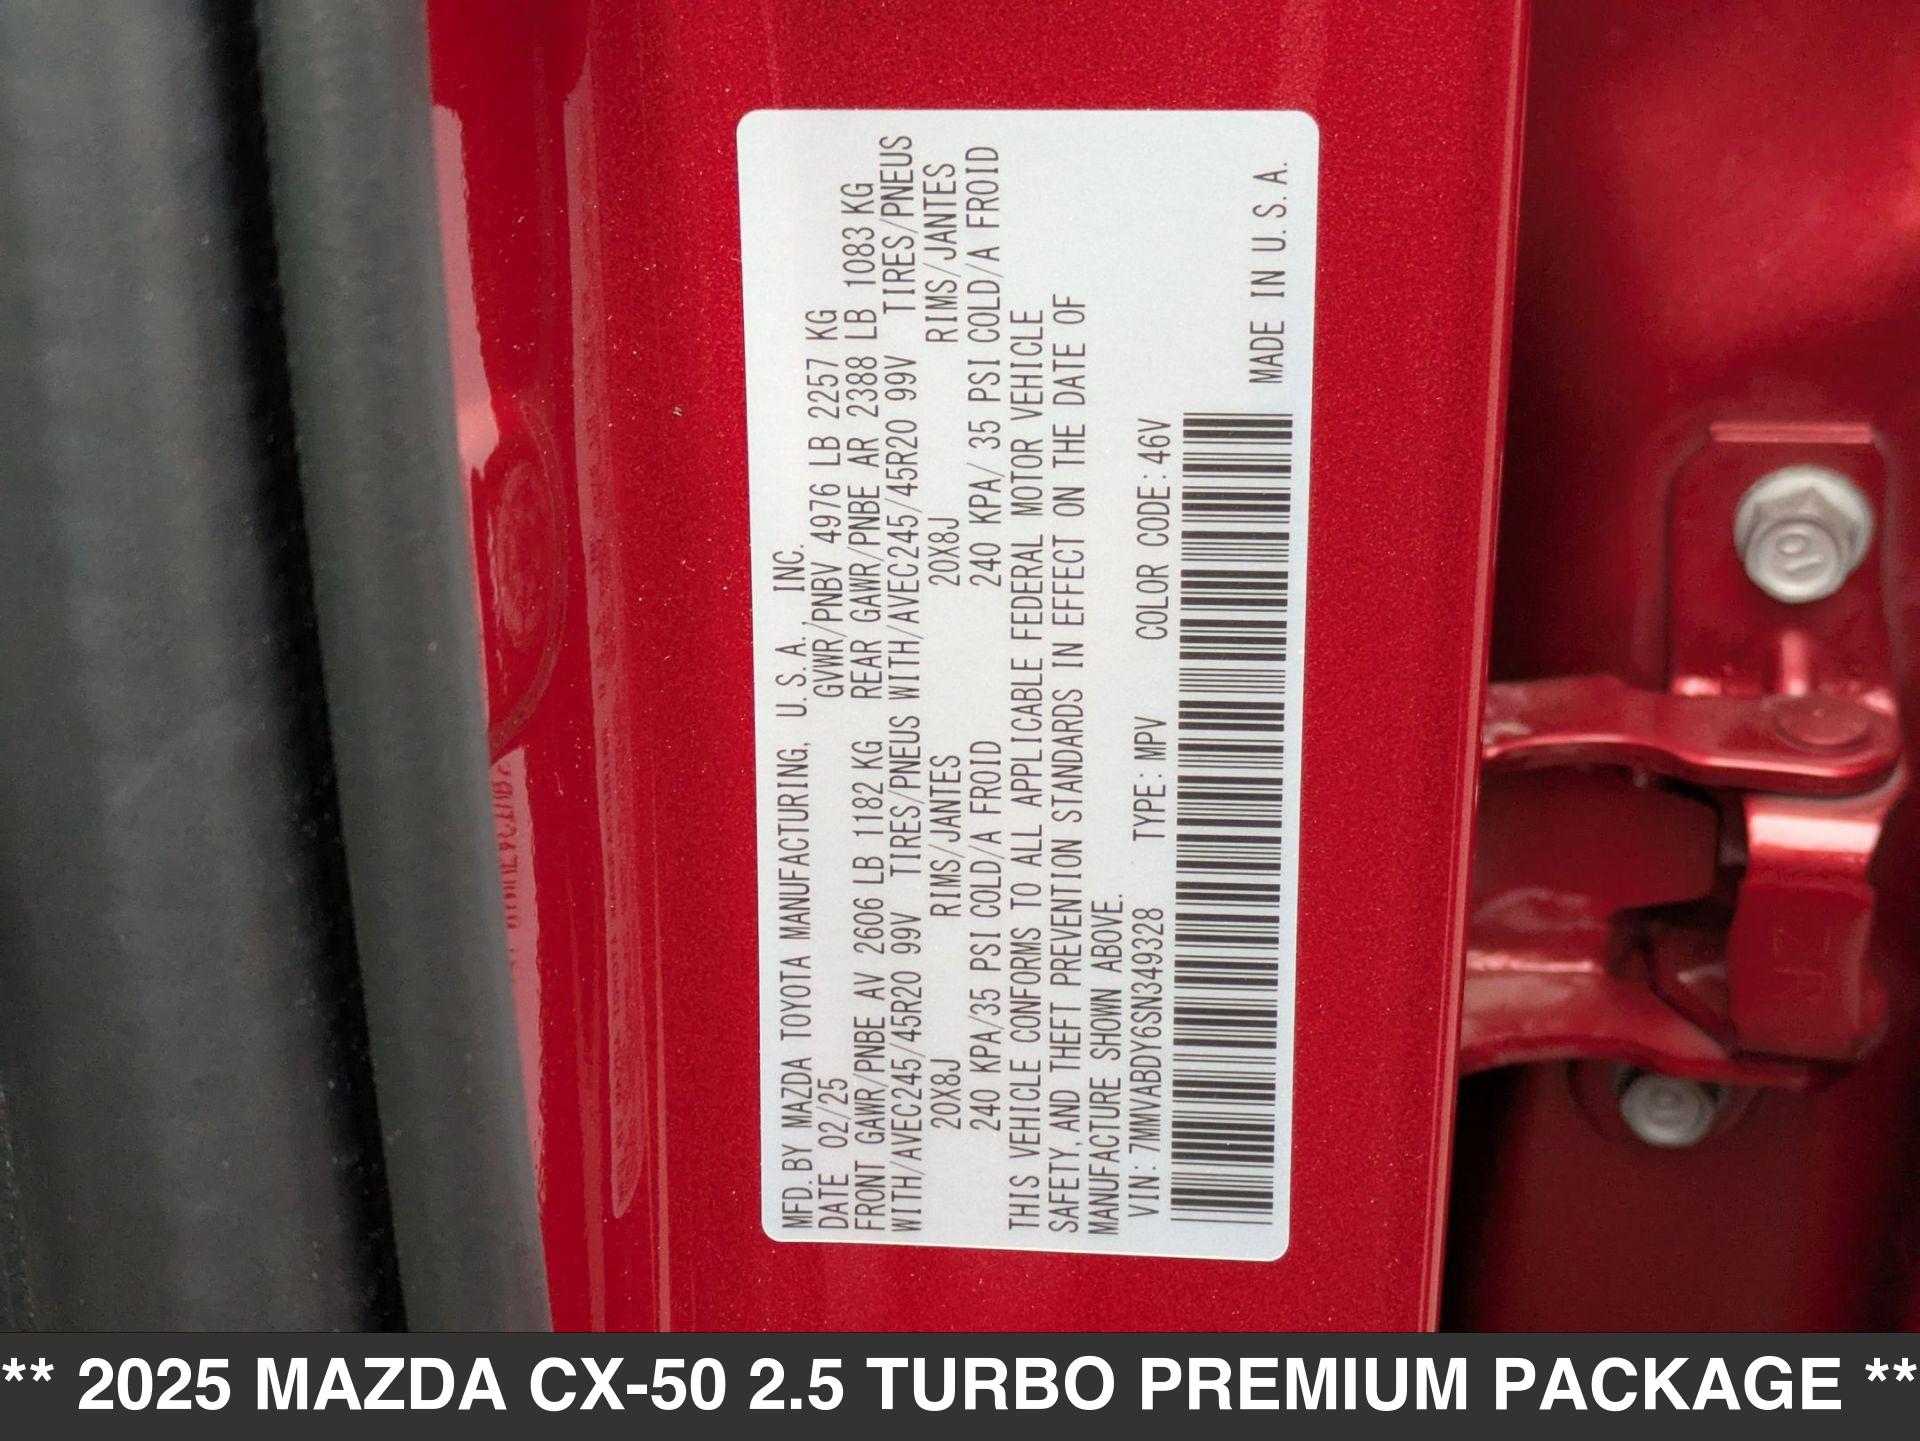 MFD. BY MAZDA TOYOTA MANUFACTURING, U.S.A., INC.
DATE 02/25 GVWR/PNBV 4976 LB 2257 KG
FRONT GAWR/PNBE AV 2606 LB 1182 KG REAR GAWR/PNBE AR 2388 LB 1083 KG
WITH/AVEC245/45R20 99V TIRES/PNEUS WITH/AVEC245/45R20 99V TIRES/PNEUS
20X8J RIMS/JANTES 20X8J RIMS/JANTES
240 KPA/35 PSI COLD/A FROID 240 KPA/ 35 PSI COLD/A FROID
THIS VEHICLE CONFORMS TO ALL APPLICABLE FEDERAL MOTOR VEHICLE
SAFETY, AND THEFT PREVENTION STANDARDS IN EFFECT ON THE DATE OF
MANUFACTURE SHOWN ABOVE.
VIN: 7MMVABDY6SN349328 TYPE: MPV COLOR CODE: 46V
MADE IN U.S.A.
** 2025 MAZDA CX-50 2.5 TURBO PREMIUM PACKAGE **